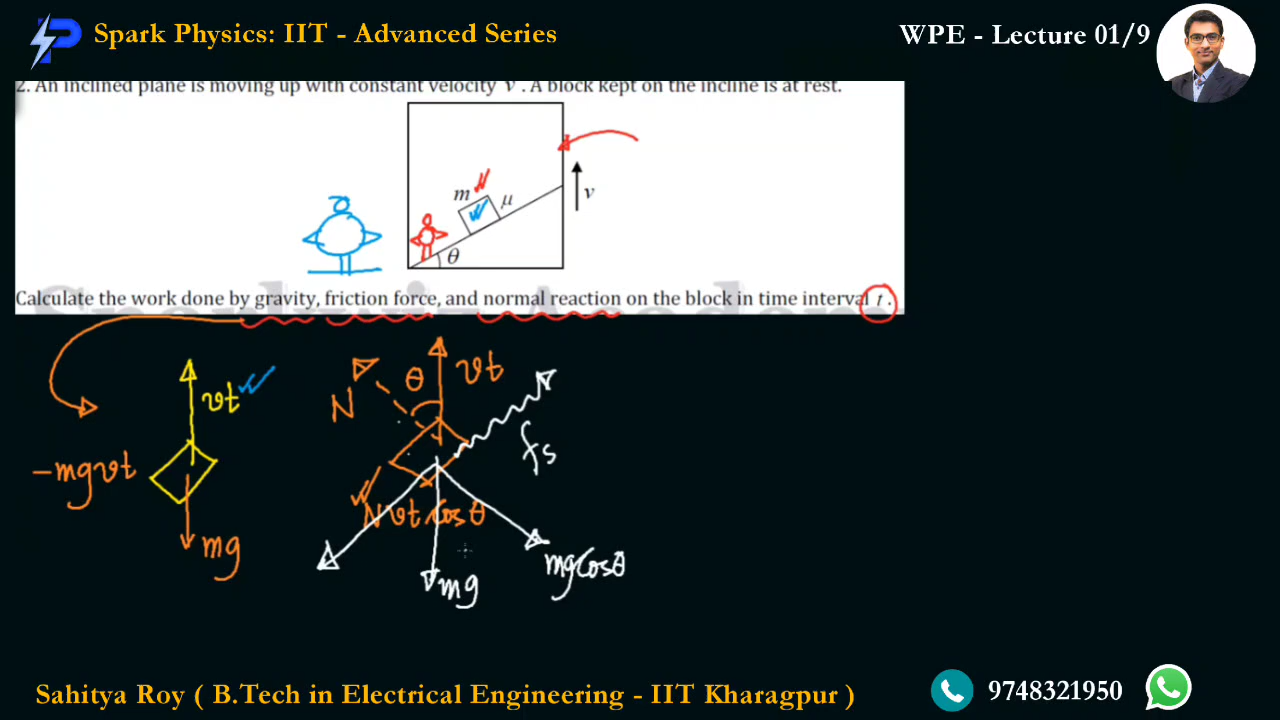 Spark Physics: IIT - Advanced Series
WPE - Lecture 01/9
2. An inclined plane is moving up with constant velocity v. A block kept on the incline is at rest.
m
μ
v
θ
Calculate the work done by gravity, friction force, and normal reaction on the block in time interval t.
vt
-mgvt
mg
N
θ
vt
fs
Nvt cosθ
mg
mgcosθ
Sahitya Roy ( B.Tech in Electrical Engineering - IIT Kharagpur )
9748321950